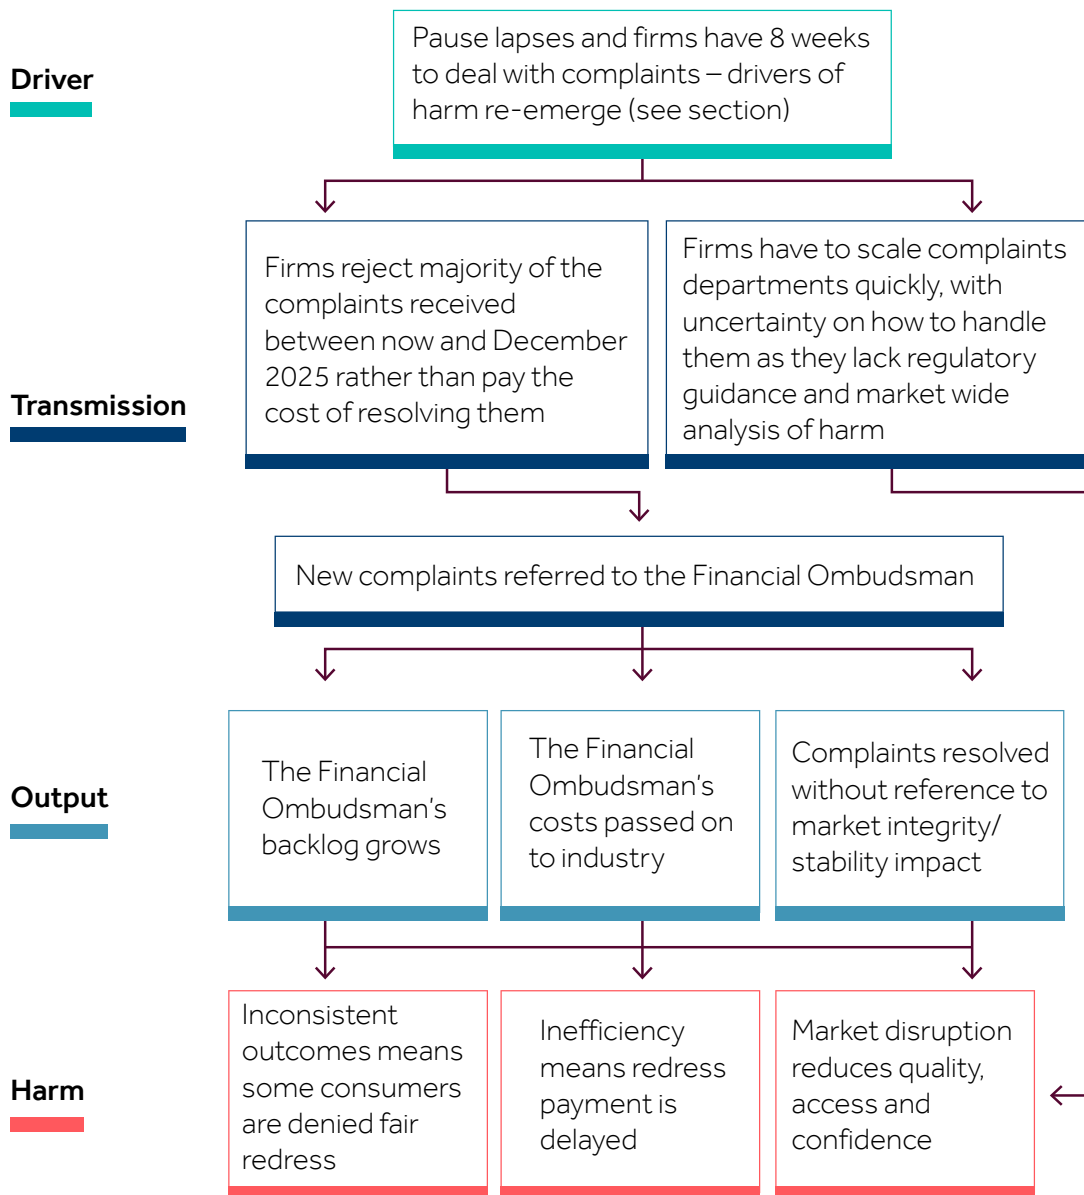 Driver
Pause lapses and firms have 8 weeks
to deal with complaints – drivers of
harm re-emerge (see section)
Transmission
Firms reject majority of the
complaints received
between now and December
2025 rather than pay the
cost of resolving them
Firms have to scale complaints
departments quickly, with
uncertainty on how to handle
them as they lack regulatory
guidance and market wide
analysis of harm
New complaints referred to the Financial Ombudsman
Output
The Financial
Ombudsman's
backlog grows
The Financial
Ombudsman's
costs passed on
to industry
Complaints resolved
without reference to
market integrity/
stability impact
Harm
Inconsistent
outcomes means
some consumers
are denied fair
redress
Inefficiency
means redress
payment is
delayed
Market disruption
reduces quality,
access and
confidence